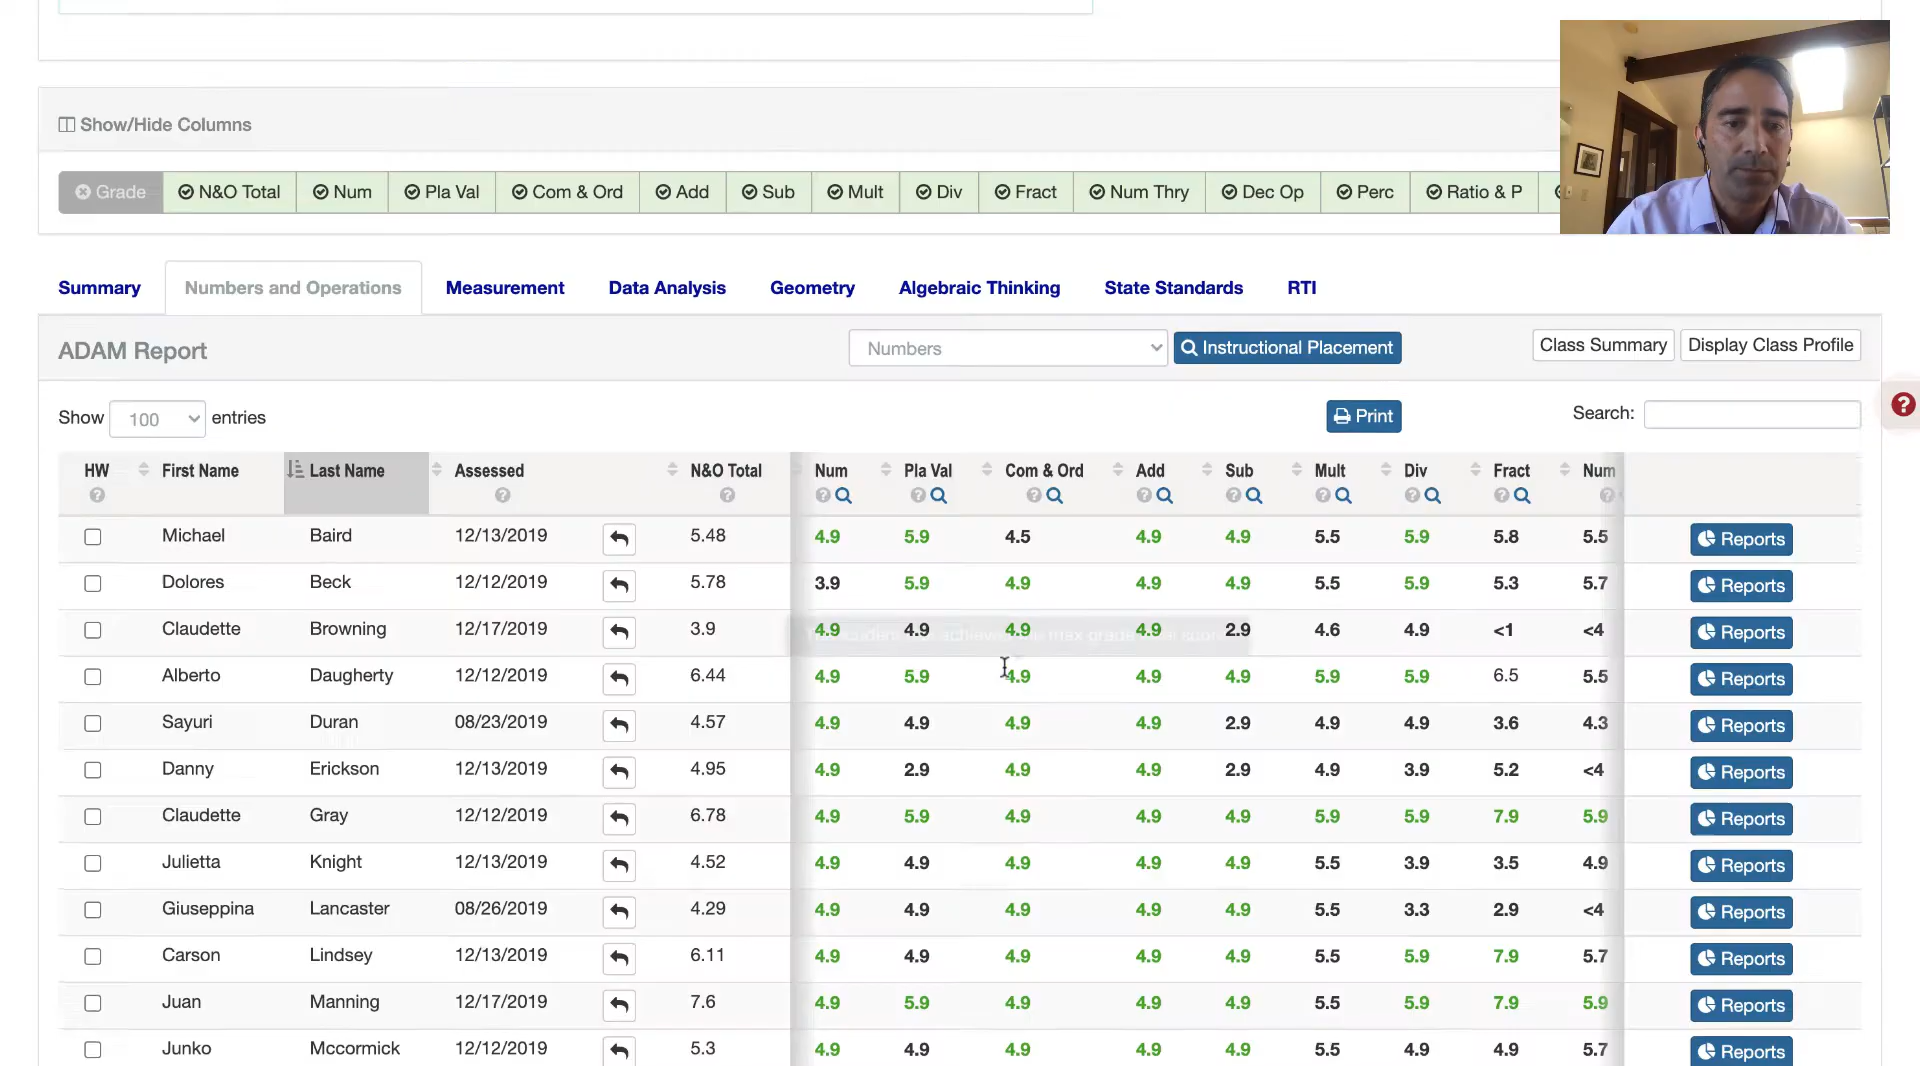 Show/Hide Columns
Grade N&O Total Num Pla Val Com & Ord Add Sub Mult Div Fract Num Thry Dec Op Perc Ratio & P
Summary Numbers and Operations Measurement Data Analysis Geometry Algebraic Thinking State Standards RTI
ADAM Report Numbers Instructional Placement Class Summary Display Class Profile
Show 100 entries Print Search:
HW First Name Last Name Assessed N&O Total Num Pla Val Com & Ord Add Sub Mult Div Fract Num
Michael Baird 12/13/2019 5.48 4.9 5.9 4.5 4.9 4.9 5.5 5.9 5.8 5.5 Reports
Dolores Beck 12/12/2019 5.78 3.9 5.9 4.9 4.9 4.9 5.5 5.9 5.3 5.7 Reports
Claudette Browning 12/17/2019 3.9 4.9 4.9 4.9 4.9 2.9 4.6 4.9 <1 <4 Reports
Alberto Daugherty 12/12/2019 6.44 4.9 5.9 4.9 4.9 4.9 5.9 5.9 6.5 5.5 Reports
Sayuri Duran 08/23/2019 4.57 4.9 4.9 4.9 4.9 2.9 4.9 4.9 3.6 4.3 Reports
Danny Erickson 12/13/2019 4.95 4.9 2.9 4.9 4.9 2.9 4.9 3.9 5.2 <4 Reports
Claudette Gray 12/12/2019 6.78 4.9 5.9 4.9 4.9 4.9 5.9 5.9 7.9 5.9 Reports
Julietta Knight 12/13/2019 4.52 4.9 4.9 4.9 4.9 4.9 5.5 3.9 3.5 4.9 Reports
Giuseppina Lancaster 08/26/2019 4.29 4.9 4.9 4.9 4.9 4.9 5.5 3.3 2.9 <4 Reports
Carson Lindsey 12/13/2019 6.11 4.9 4.9 4.9 4.9 4.9 5.5 5.9 7.9 5.7 Reports
Juan Manning 12/17/2019 7.6 4.9 5.9 4.9 4.9 4.9 5.5 5.9 7.9 5.9 Reports
Junko Mccormick 12/12/2019 5.3 4.9 4.9 4.9 4.9 4.9 5.5 4.9 4.9 5.7 Reports